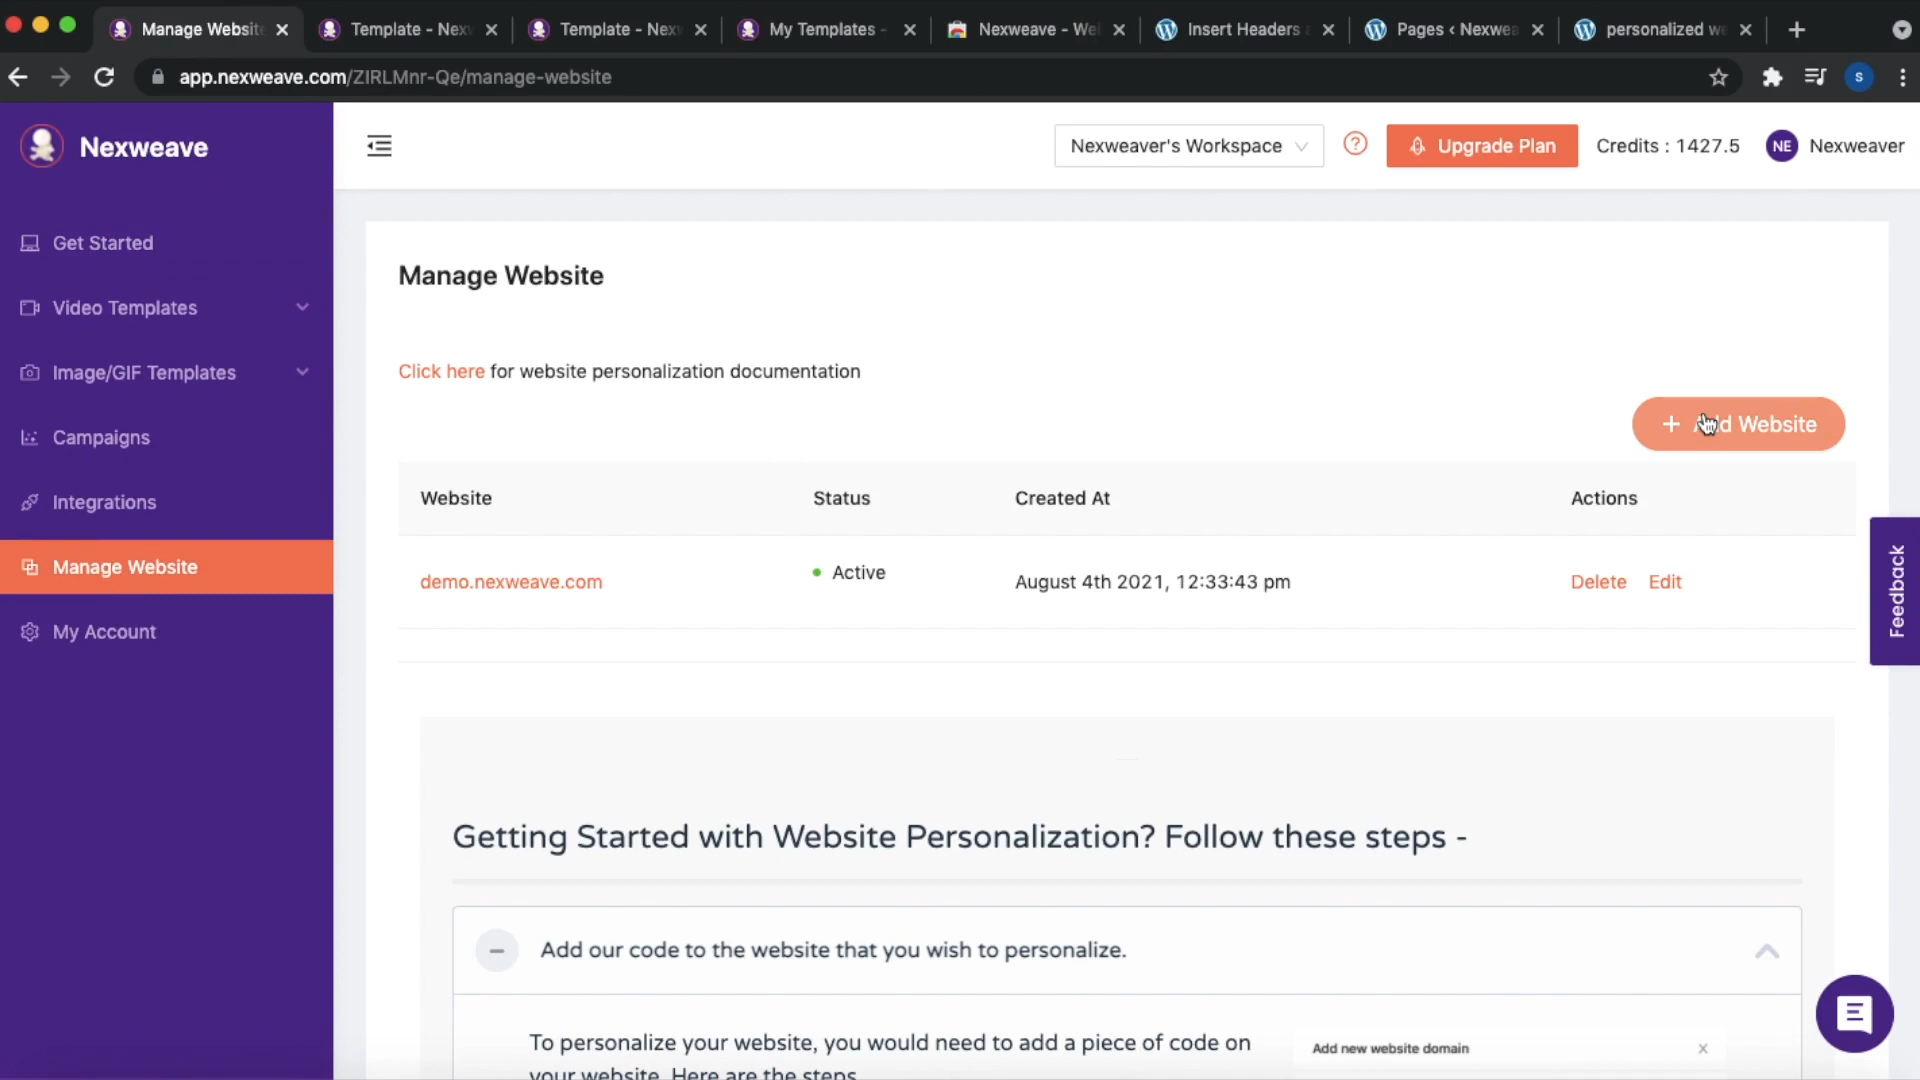 Manage Websit
Template - Nex
Template - Nex
My Templates -
Nexweave - We
Insert Headers
Pages ‹ Nexwea
personalized we
app.nexweave.com/ZIRLMnr-Qe/manage-website
S
Nexweave
Nexweaver's Workspace
?
Upgrade Plan
Credits : 1427.5
NE
Nexweaver
Get Started
Video Templates
Image/GIF Templates
Campaigns
Integrations
Manage Website
My Account
Manage Website
Click here for website personalization documentation
+ Add Website
Website Status Created At Actions
demo.nexweave.com Active August 4th 2021, 12:33:43 pm Delete Edit
Feedback
Getting Started with Website Personalization? Follow these steps -
Add our code to the website that you wish to personalize.
To personalize your website, you would need to add a piece of code on
your website. Here are the steps
Add new website domain